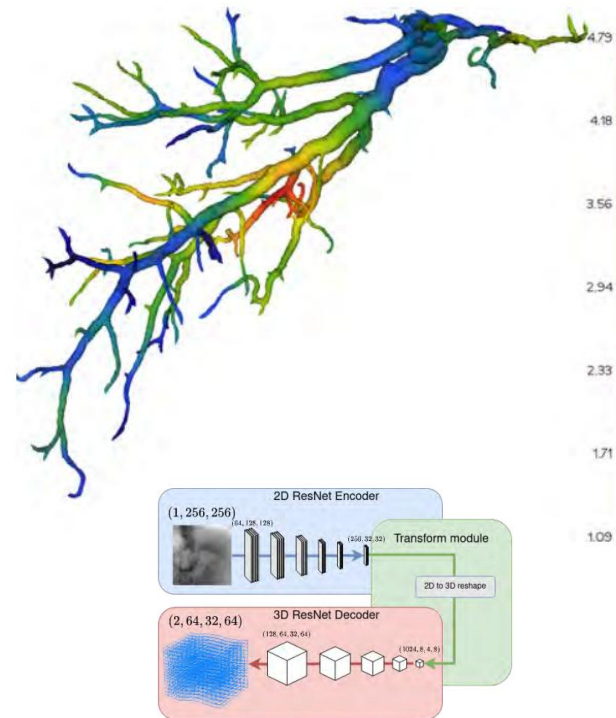 4.79
4.18
3.56
2.94
2.33
1.71
1.09
2D ResNet Encoder
(1, 256, 256)
(64, 128, 128)
(256, 32, 32)
Transform module
2D to 3D reshape
3D ResNet Decoder
(2, 64, 32, 64)
(128, 64, 32, 64)
(1024, 8, 4, 8)